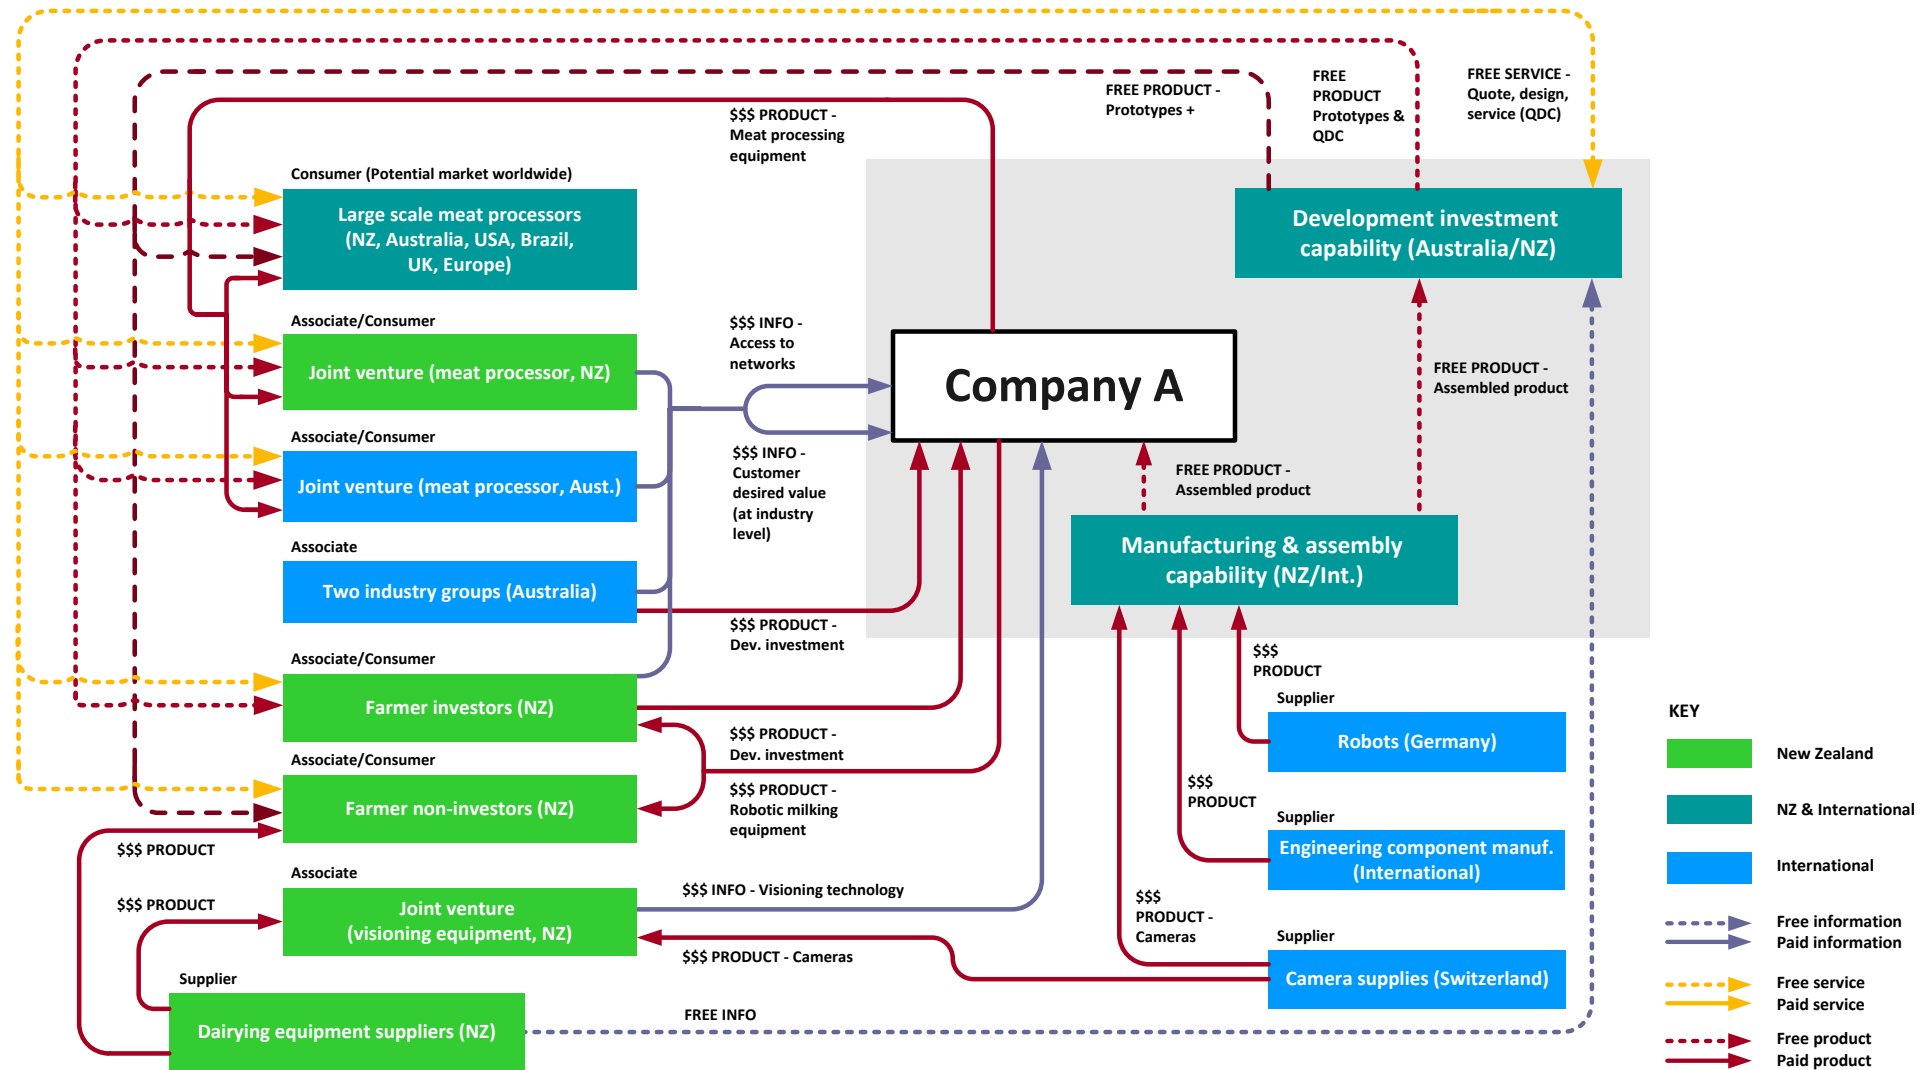 FREE PRODUCT -
Prototypes +
FREE
PRODUCT
Prototypes &
QDC
FREE SERVICE -
Quote, design,
service (QDC)
$$$ PRODUCT -
Meat processing
equipment
Consumer (Potential market worldwide)
Large scale meat processors
(NZ, Australia, USA, Brazil,
UK, Europe)
Development investment
capability (Australia/NZ)
Associate/Consumer
Joint venture (meat processor, NZ)
$$$ INFO -
Access to
networks
Company A
FREE PRODUCT -
Assembled product
Associate/Consumer
Joint venture (meat processor, Aust.)
$$$ INFO -
Customer
desired value
(at industry
level)
FREE PRODUCT -
Assembled product
Manufacturing & assembly
capability (NZ/Int.)
Associate
Two industry groups (Australia)
$$$ PRODUCT -
Dev. investment
Associate/Consumer
Farmer investors (NZ)
$$$
PRODUCT
Supplier
Robots (Germany)
$$$ PRODUCT -
Dev. investment
Associate/Consumer
Farmer non-investors (NZ)
$$$ PRODUCT -
Robotic milking
equipment
$$$
PRODUCT
Supplier
Engineering component manuf.
(International)
$$$ PRODUCT
Associate
Joint venture
(visioning equipment, NZ)
$$$ INFO - Visioning technology
$$$ PRODUCT
$$$
PRODUCT -
Cameras
Supplier
Camera supplies (Switzerland)
$$$ PRODUCT - Cameras
Supplier
Dairying equipment suppliers (NZ)
FREE INFO
KEY
New Zealand
NZ & International
International
Free information
Paid information
Free service
Paid service
Free product
Paid product